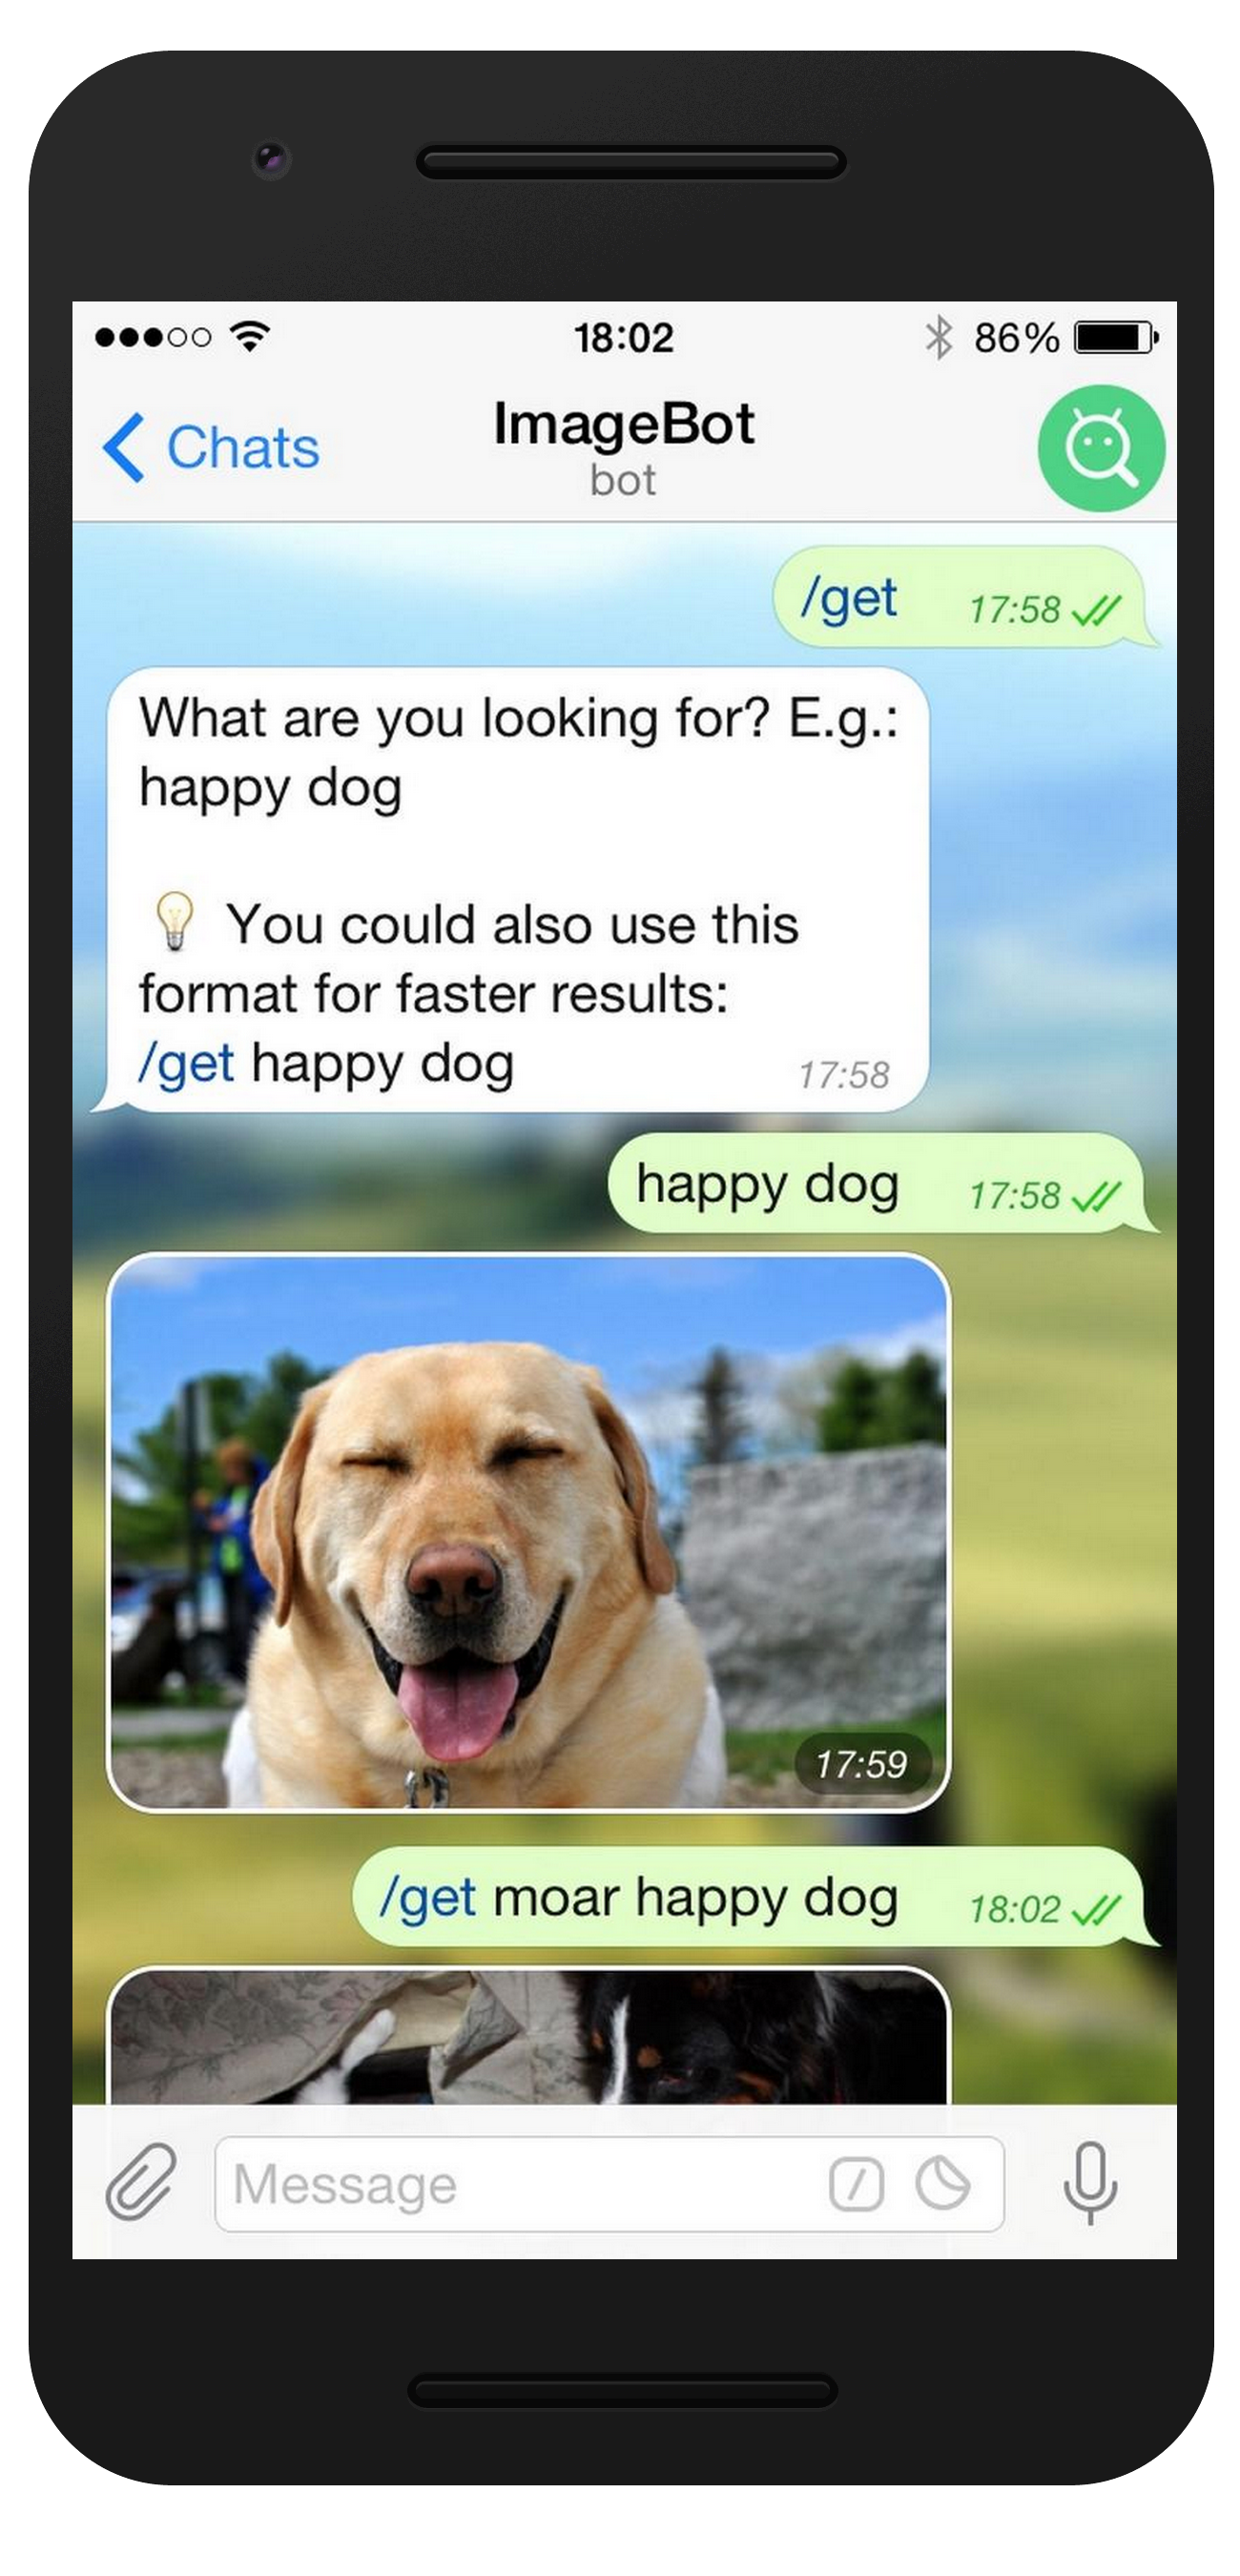 18:02
86%
Chats
ImageBot
bot
/get 17:58
What are you looking for? E.g.:
happy dog
You could also use this
format for faster results:
/get happy dog 17:58
happy dog 17:58
17:59
/get moar happy dog 18:02
Message